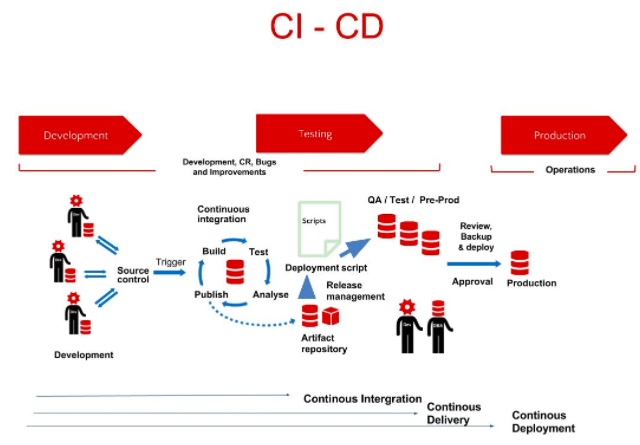 CI - CD
Development
Testing
Production
Development, CR, Bugs
and Improvements
Operations
Continuous
integration
Scripts
QA / Test / Pre-Prod
Build
Test
Review,
Backup
& deploy
Trigger
Source
control
Deployment script
Publish
Analyse
Release
management
Approval
Production
Artifact
repository
Dev
DBA
Development
Continous Intergration
Continous
Delivery
Continous
Deployment